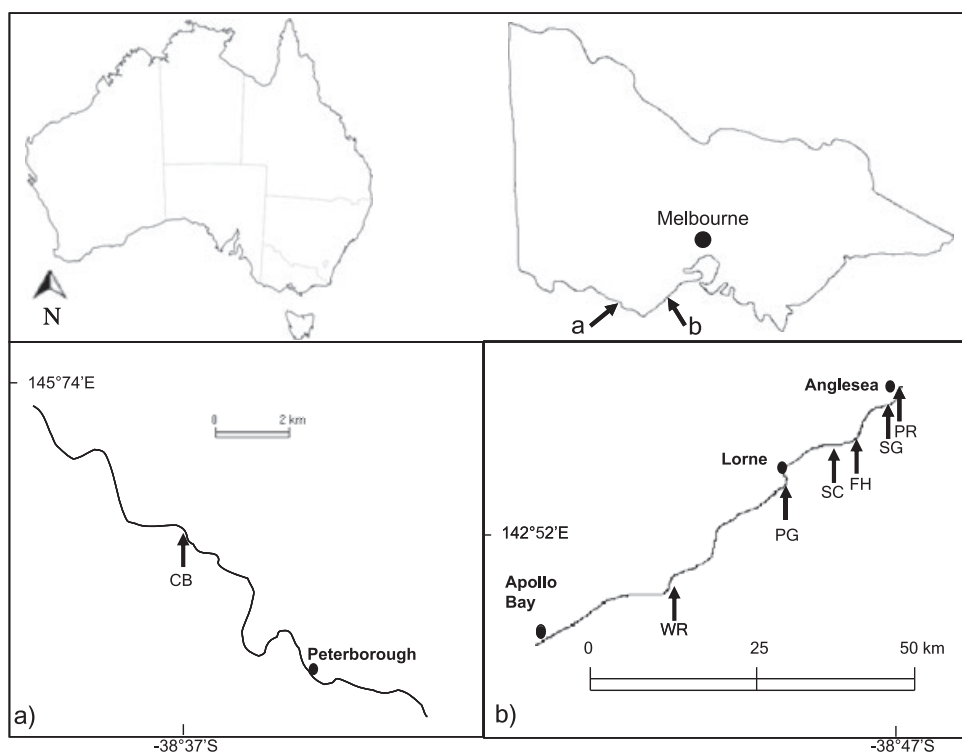 N
Melbourne
a
b
145°74'E
0 2 km
CB
Peterborough
a)
-38°37'S
Anglesea
PR
SG
Lorne
FH
SC
PG
142°52'E
Apollo
Bay
WR
0 25 50 km
b)
-38°47'S